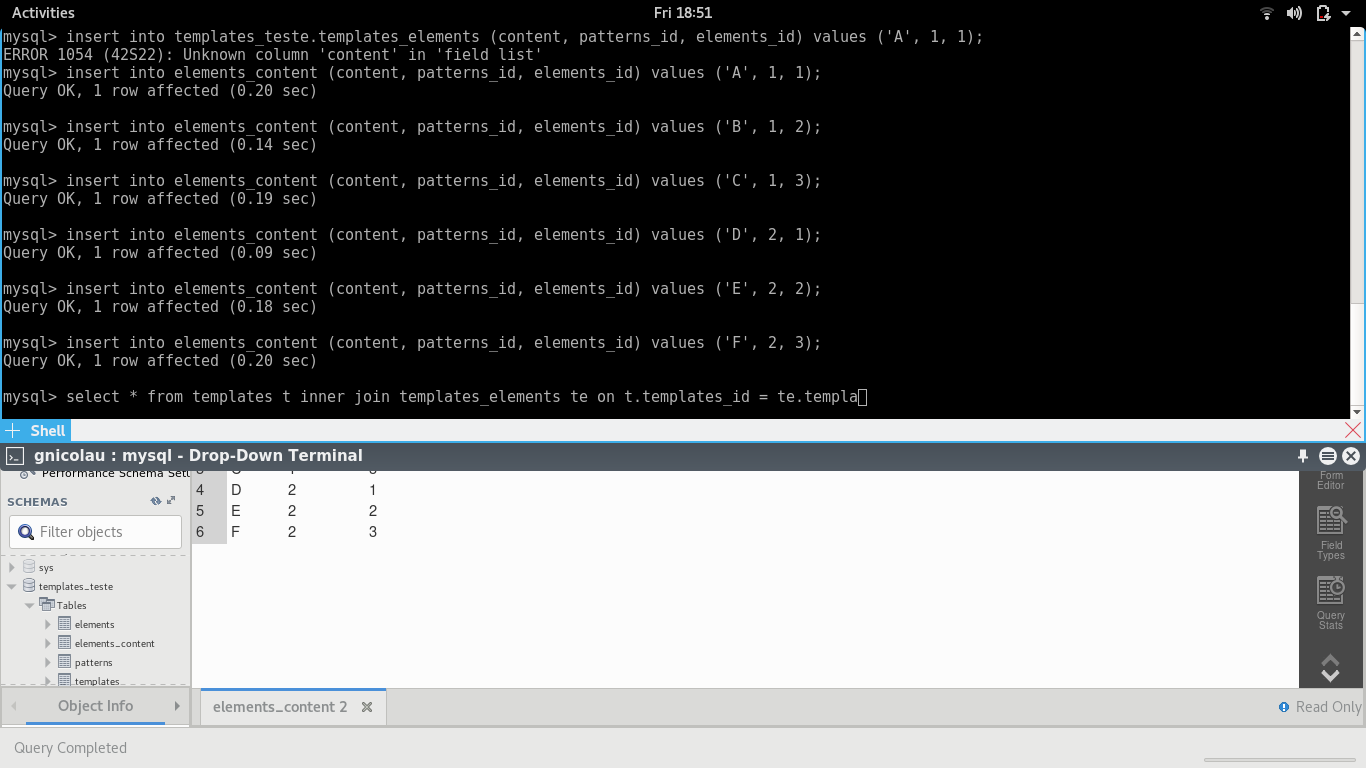 Activities Fri 18:51
mysql> insert into templates_teste.templates_elements (content, patterns_id, elements_id) values ('A', 1, 1);
ERROR 1054 (42S22): Unknown column 'content' in 'field list'
mysql> insert into elements_content (content, patterns_id, elements_id) values ('A', 1, 1);
Query OK, 1 row affected (0.20 sec)
mysql> insert into elements_content (content, patterns_id, elements_id) values ('B', 1, 2);
Query OK, 1 row affected (0.14 sec)
mysql> insert into elements_content (content, patterns_id, elements_id) values ('C', 1, 3);
Query OK, 1 row affected (0.19 sec)
mysql> insert into elements_content (content, patterns_id, elements_id) values ('D', 2, 1);
Query OK, 1 row affected (0.09 sec)
mysql> insert into elements_content (content, patterns_id, elements_id) values ('E', 2, 2);
Query OK, 1 row affected (0.18 sec)
mysql> insert into elements_content (content, patterns_id, elements_id) values ('F', 2, 3);
Query OK, 1 row affected (0.20 sec)
mysql> select * from templates t inner join templates_elements te on t.templates_id = te.templa
Shell
gnicolau : mysql - Drop-Down Terminal
Performance Schema Set
SCHEMAS
Filter objects
sys
templates_teste
Tables
elements
elements_content
patterns
templates
Object Info
4 D 2 1
5 E 2 2
6 F 2 3
Form
Editor
Field
Types
Query
Stats
elements_content 2
Read Only
Query Completed